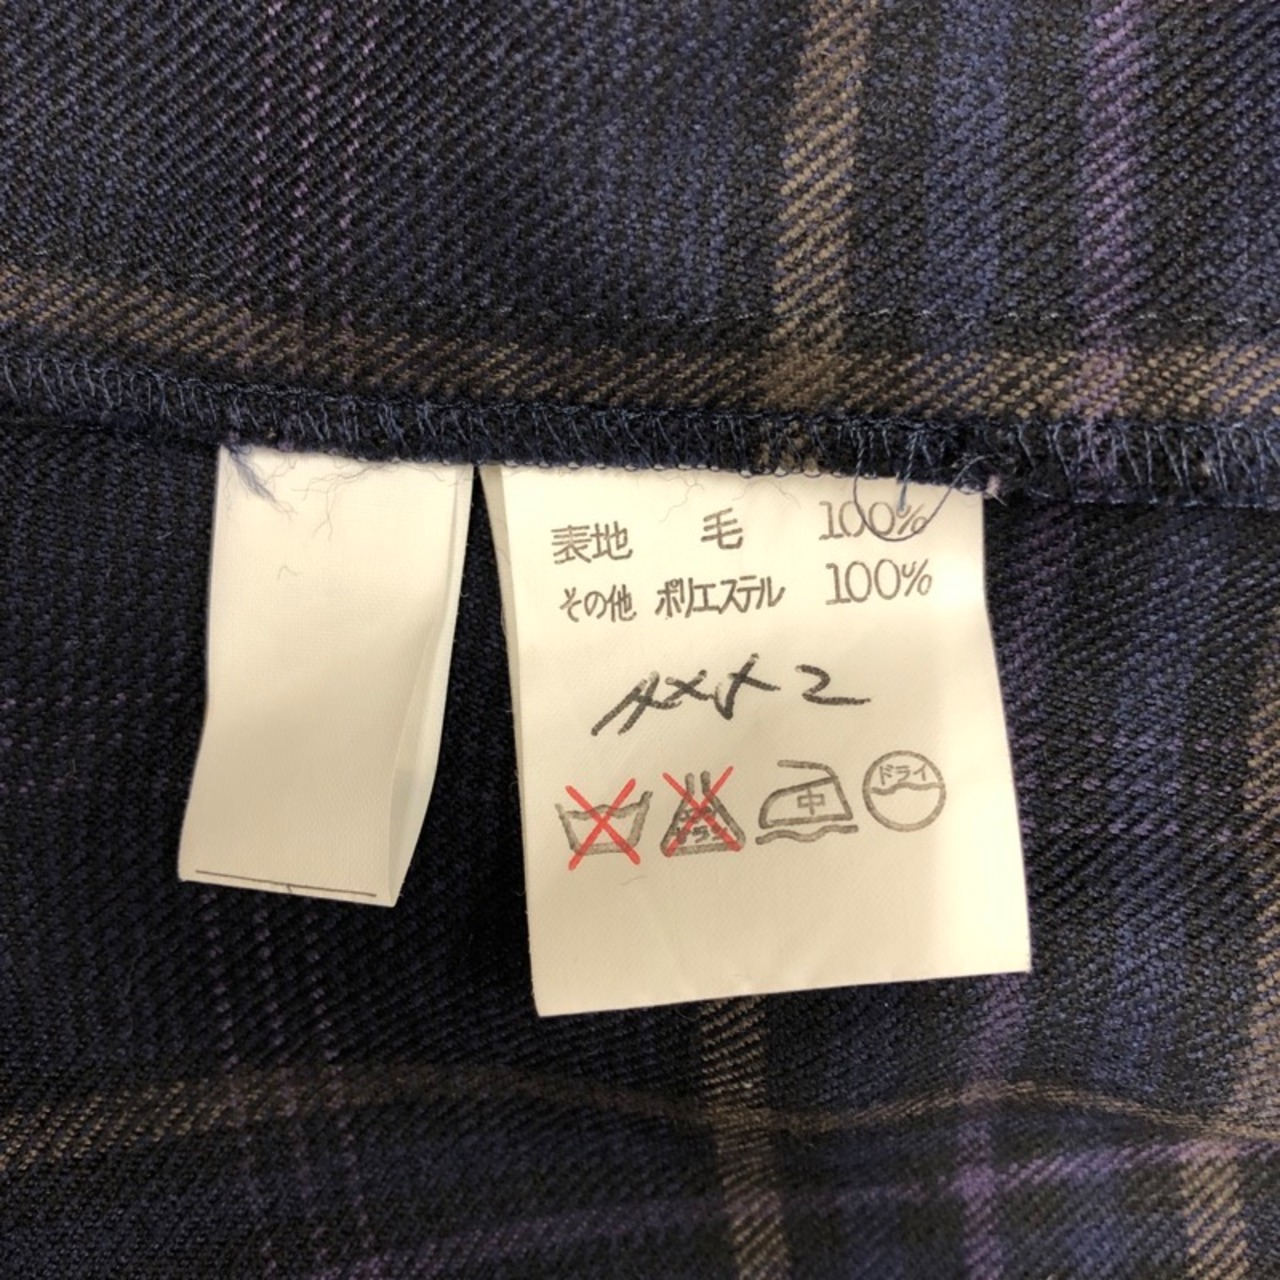 表地 毛 100%
その他 ポリエステル 100%
中 ドライ